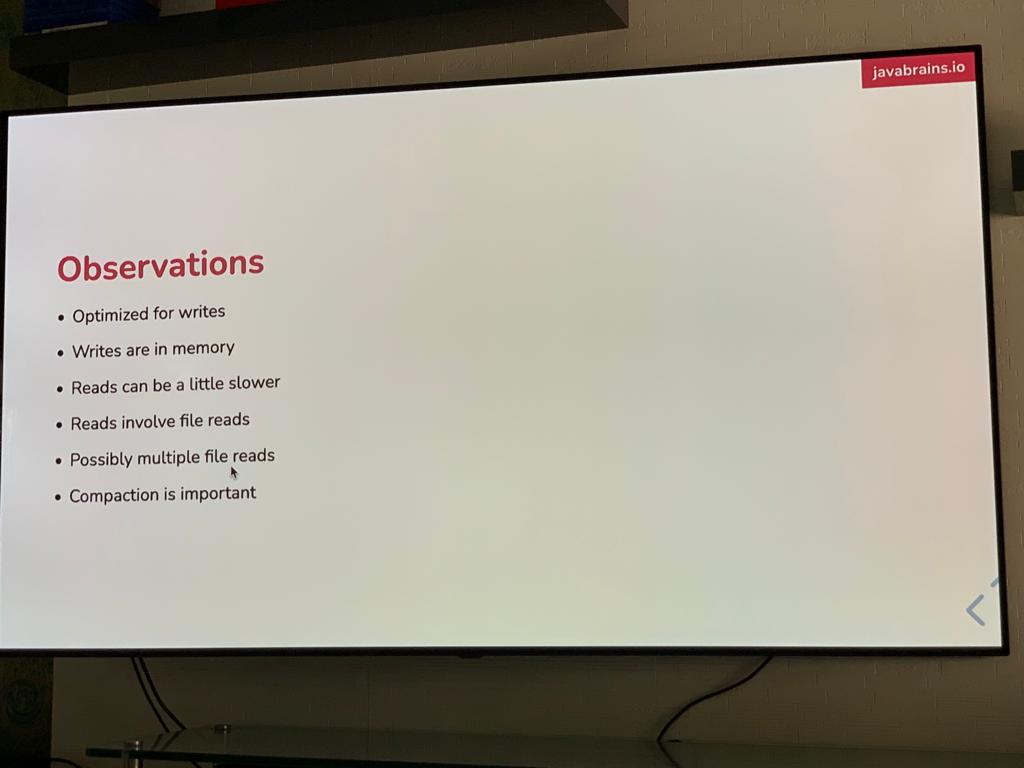 javabrains.io
Observations
• Optimized for writes
• Writes are in memory
• Reads can be a little slower
• Reads involve file reads
• Possibly multiple file reads
• Compaction is important